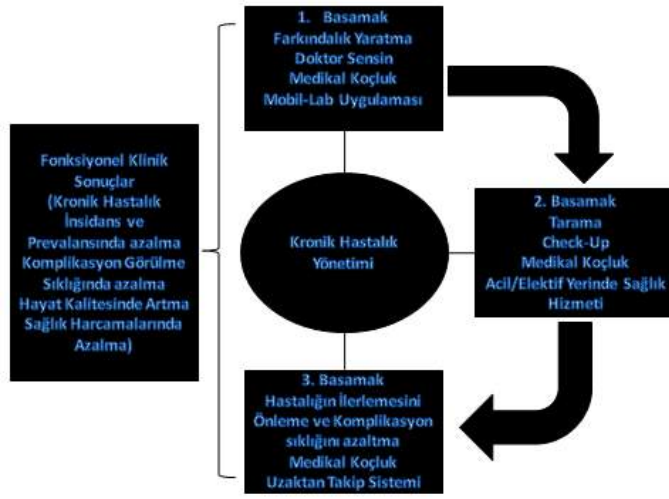 1. Basamak
Farkındalık Yaratma
Doktor Sensin
Medikal Koçluk
Mobil-Lab Uygulaması
Fonksiyonel Klinik
Sonuçlar
(Kronik Hastalık
İnsidans ve
Prevalansında azalma
Komplikasyon Görülme
Sıklığında azalma
Hayat Kalitesinde Artma
Sağlık Harcamalarında
Azalma)
Kronik Hastalık
Yönetimi
2. Basamak
Tarama
Check-Up
Medikal Koçluk
Acil/Elektif Yerinde Sağlık
Hizmeti
3. Basamak
Hastalığın İlerlemesini
Önleme ve Komplikasyon
sıklığını azaltma
Medikal Koçluk
Uzaktan Takip Sistemi